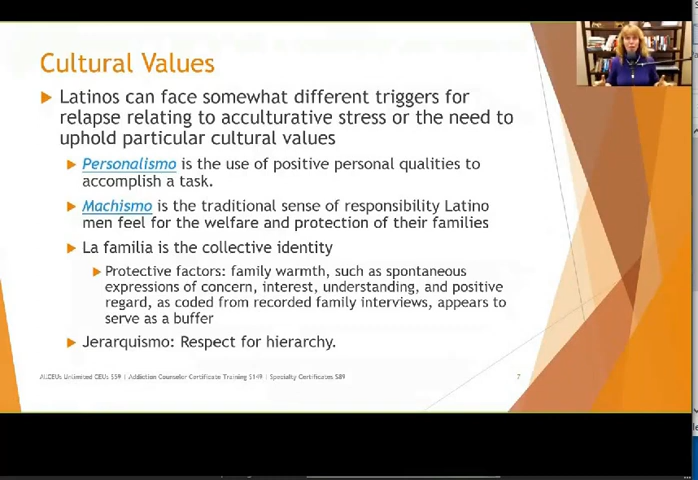 Cultural Values
Latinos can face somewhat different triggers for
relapse relating to acculturative stress or the need to
uphold particular cultural values
Personalismo is the use of positive personal qualities to
accomplish a task.
Machismo is the traditional sense of responsibility Latino
men feel for the welfare and protection of their families
La familia is the collective identity
Protective factors: family warmth, such as spontaneous
expressions of concern, interest, understanding, and positive
regard, as coded from recorded family interviews, appears to
serve as a buffer
Jerarquismo: Respect for hierarchy.
AllCEUs Unlimited CEUs $59 | Addiction Counselor Certificate Training $149 | Specialty Certificates $89
7